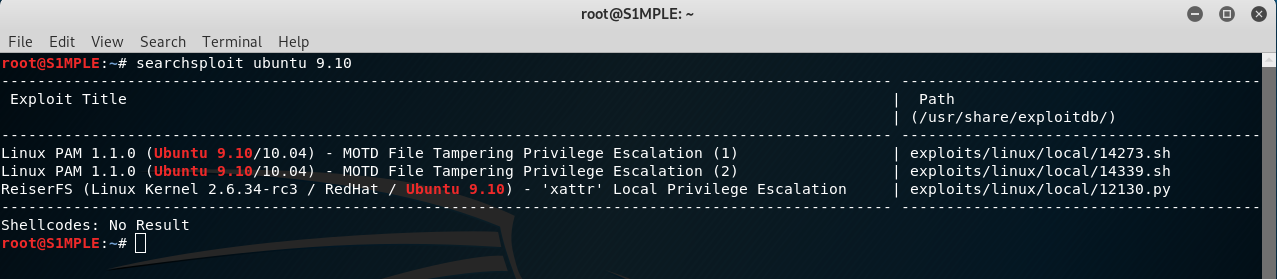 root@S1MPLE: ~
File Edit View Search Terminal Help
root@S1MPLE:~# searchsploit ubuntu 9.10
--------------------------------------------------------------------------------------------------- ----------------------------------------
 Exploit Title | Path
 | (/usr/share/exploitdb/)
--------------------------------------------------------------------------------------------------- ----------------------------------------
Linux PAM 1.1.0 (Ubuntu 9.10/10.04) - MOTD File Tampering Privilege Escalation (1) | exploits/linux/local/14273.sh
Linux PAM 1.1.0 (Ubuntu 9.10/10.04) - MOTD File Tampering Privilege Escalation (2) | exploits/linux/local/14339.sh
ReiserFS (Linux Kernel 2.6.34-rc3 / RedHat / Ubuntu 9.10) - 'xattr' Local Privilege Escalation | exploits/linux/local/12130.py
--------------------------------------------------------------------------------------------------- ----------------------------------------
Shellcodes: No Result
root@S1MPLE:~#